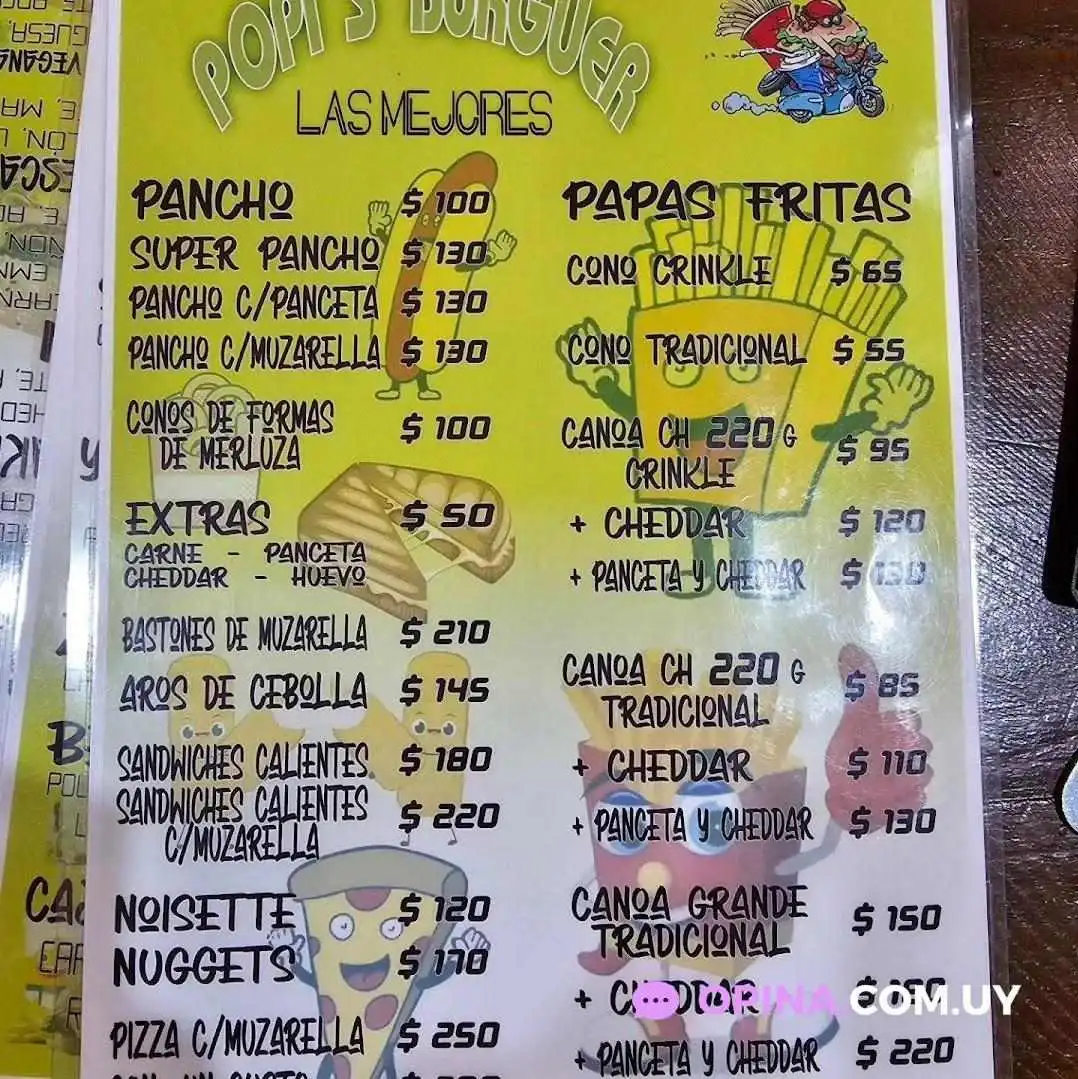 POPI'S BURGUER
LAS MEJORES
PANCHO $ 100
SUPER PANCHO $ 130
PANCHO C/PANCETA $ 130
PANCHO C/MUZARELLA $ 130
CONOS DE FORMAS
DE MERLUZA $ 100
EXTRAS $ 50
CARNE - PANCETA
CHEDDAR - HUEVO
BASTONES DE MUZARELLA $ 210
AROS DE CEBOLLA $ 145
SANDWICHES CALIENTES $ 180
SANDWICHES CALIENTES
C/MUZARELLA $ 220
NOISETTE $ 120
NUGGETS $ 170
PIZZA C/MUZARELLA $ 250
PAPAS FRITAS
CONO CRINKLE $ 65
CONO TRADICIONAL $ 55
CANOA CH 220 G
CRINKLE $ 95
+ CHEDDAR $ 120
+ PANCETA Y CHEDDAR $
CANOA CH 220 G
TRADICIONAL $ 85
+ CHEDDAR $ 110
+ PANCETA Y CHEDDAR $ 130
CANOA GRANDE
TRADICIONAL $ 150
+ CHEDDAR
+ PANCETA Y CHEDDAR $ 220
.COM.UY